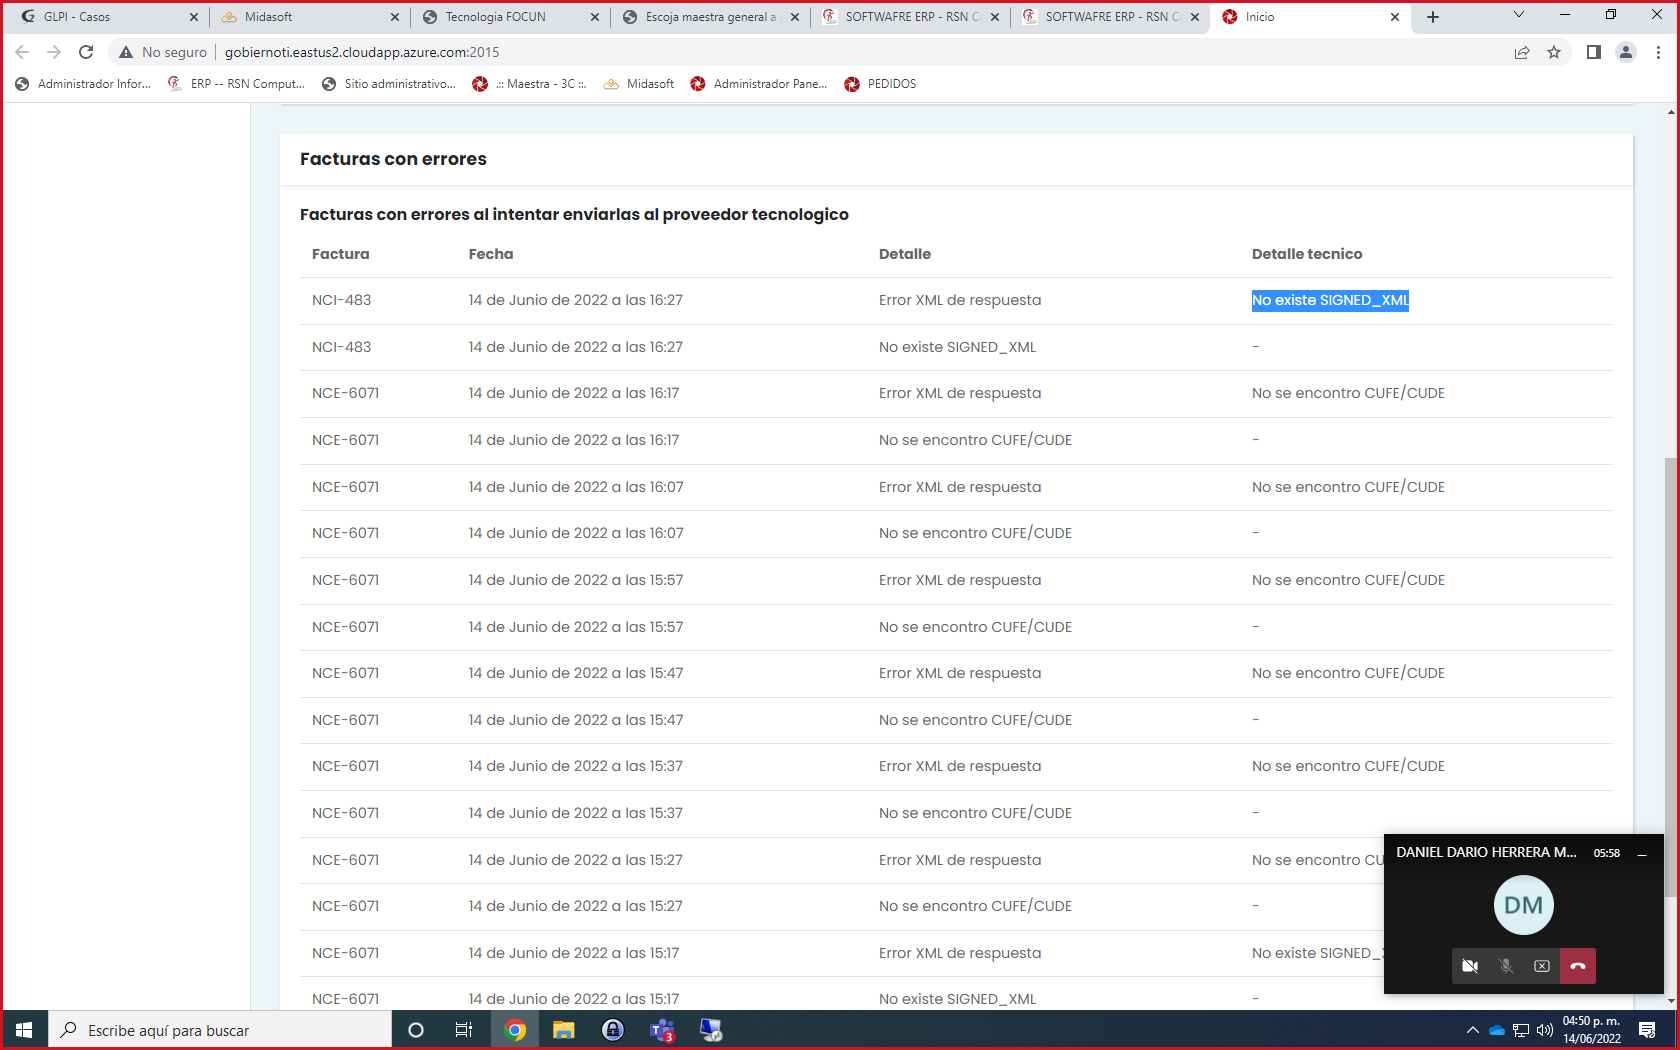 GLPI - Casos
Midasoft
Tecnologia FOCUN
Escoja maestra general a
SOFTWAFRE ERP - RSN C
SOFTWAFRE ERP - RSN C
Inicio
No seguro
gobiernoti.eastus2.cloudapp.azure.com:2015
Administrador Infor...
ERP -- RSN Comput...
Sitio administrativo...
.:: Maestra - 3C ::.
Midasoft
Administrador Pane...
PEDIDOS
Facturas con errores
Facturas con errores al intentar enviarlas al proveedor tecnologico
Factura Fecha Detalle Detalle tecnico
NCI-483 14 de Junio de 2022 a las 16:27 Error XML de respuesta No existe SIGNED_XML
NCI-483 14 de Junio de 2022 a las 16:27 No existe SIGNED_XML -
NCE-6071 14 de Junio de 2022 a las 16:17 Error XML de respuesta No se encontro CUFE/CUDE
NCE-6071 14 de Junio de 2022 a las 16:17 No se encontro CUFE/CUDE -
NCE-6071 14 de Junio de 2022 a las 16:07 Error XML de respuesta No se encontro CUFE/CUDE
NCE-6071 14 de Junio de 2022 a las 16:07 No se encontro CUFE/CUDE -
NCE-6071 14 de Junio de 2022 a las 15:57 Error XML de respuesta No se encontro CUFE/CUDE
NCE-6071 14 de Junio de 2022 a las 15:57 No se encontro CUFE/CUDE -
NCE-6071 14 de Junio de 2022 a las 15:47 Error XML de respuesta No se encontro CUFE/CUDE
NCE-6071 14 de Junio de 2022 a las 15:47 No se encontro CUFE/CUDE -
NCE-6071 14 de Junio de 2022 a las 15:37 Error XML de respuesta No se encontro CUFE/CUDE
NCE-6071 14 de Junio de 2022 a las 15:37 No se encontro CUFE/CUDE -
NCE-6071 14 de Junio de 2022 a las 15:27 Error XML de respuesta No se encontro CU
NCE-6071 14 de Junio de 2022 a las 15:27 No se encontro CUFE/CUDE -
NCE-6071 14 de Junio de 2022 a las 15:17 Error XML de respuesta No existe SIGNED_
NCE-6071 14 de Junio de 2022 a las 15:17 No existe SIGNED_XML -
DANIEL DARIO HERRERA M... 05:58
DM
Escribe aquí para buscar
3
04:50 p. m.
14/06/2022